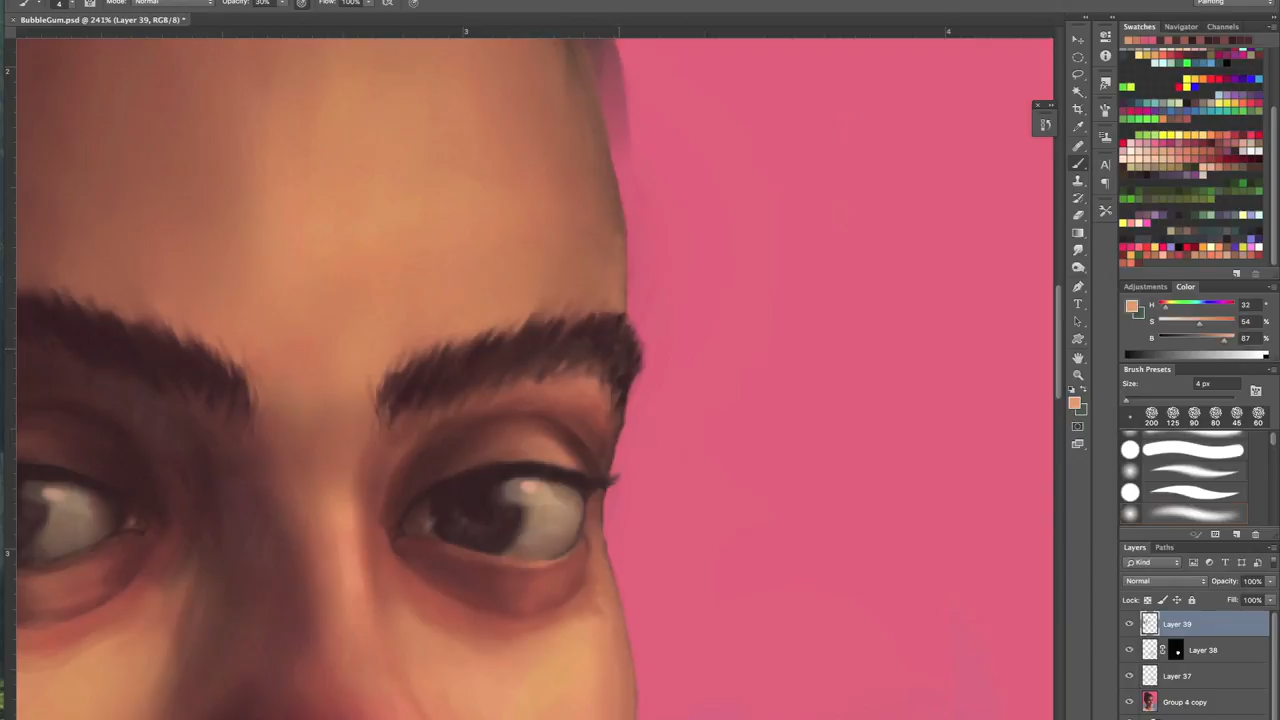 4 Mode: Normal Opacity: 30% Flow: 100% Painting
BubbleGum.psd @ 241% (Layer 39, RGB/8) *
3 4
2
3
Swatches Navigator Channels
Adjustments Color
H 32
S 54 %
B 87 %
Brush Presets
Size: 4 px
200 125 90 80 45 60
Layers Paths
Kind
Normal Opacity: 100%
Lock: Fill: 100%
Layer 39
Layer 38
Layer 37
Group 4 copy